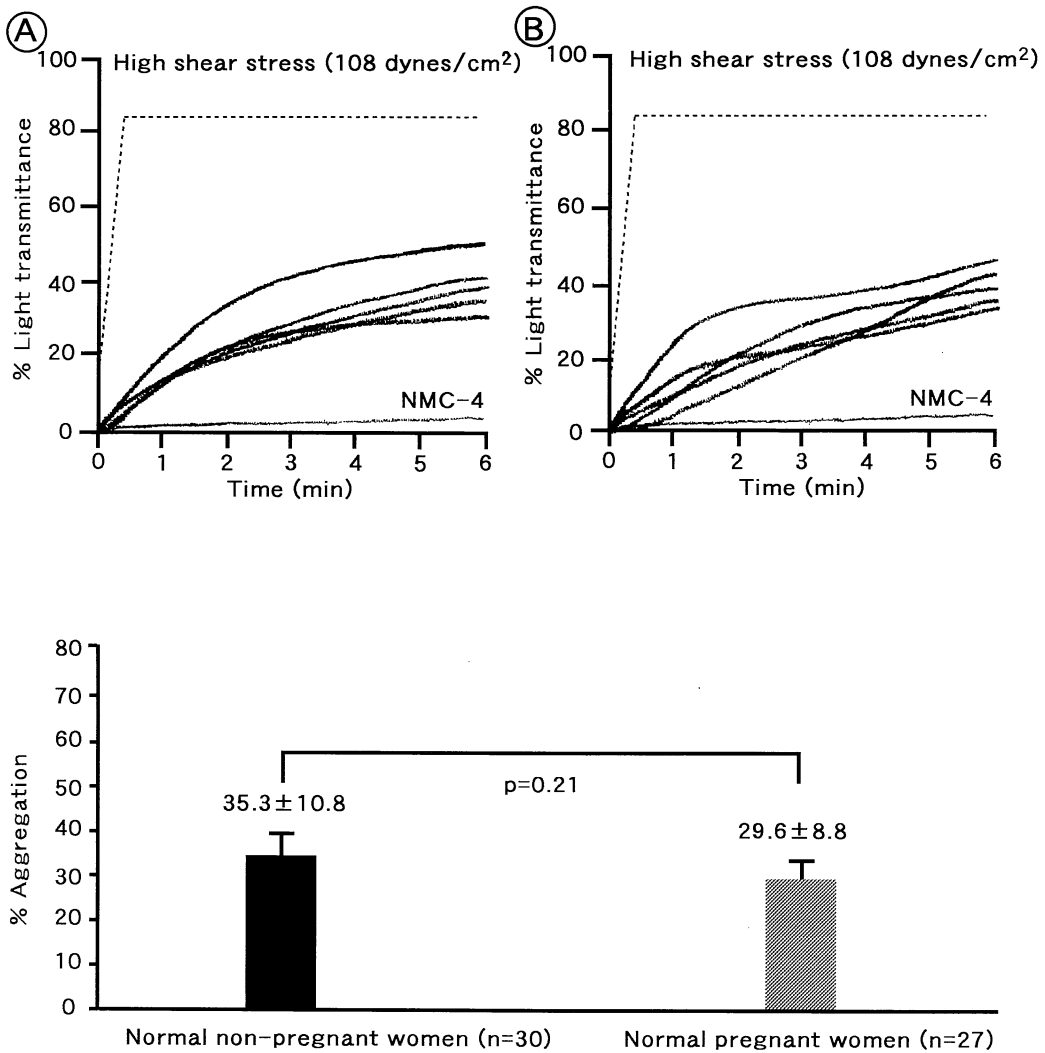 A
High shear stress (108 dynes/cm²)
% Light transmittance
100
80
60
40
20
0
NMC-4
0 1 2 3 4 5 6
Time (min)
B
High shear stress (108 dynes/cm²)
% Light transmittance
100
80
60
40
20
0
NMC-4
0 1 2 3 4 5 6
Time (min)
% Aggregation
80
70
60
50
40
30
20
10
0
p=0.21
35.3±10.8
29.6±8.8
Normal non-pregnant women (n=30)
Normal pregnant women (n=27)